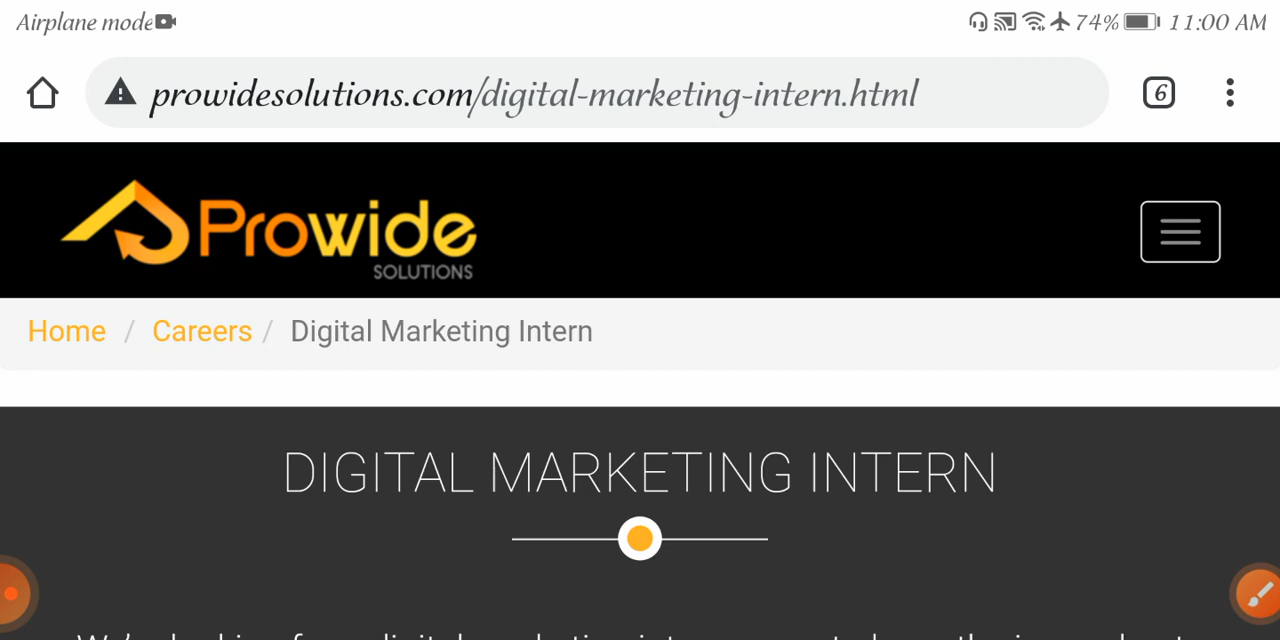 Airplane mode 74% 11:00 AM
prowidesolutions.com/digital-marketing-intern.html 6
Prowide
SOLUTIONS
Home / Careers / Digital Marketing Intern
DIGITAL MARKETING INTERN